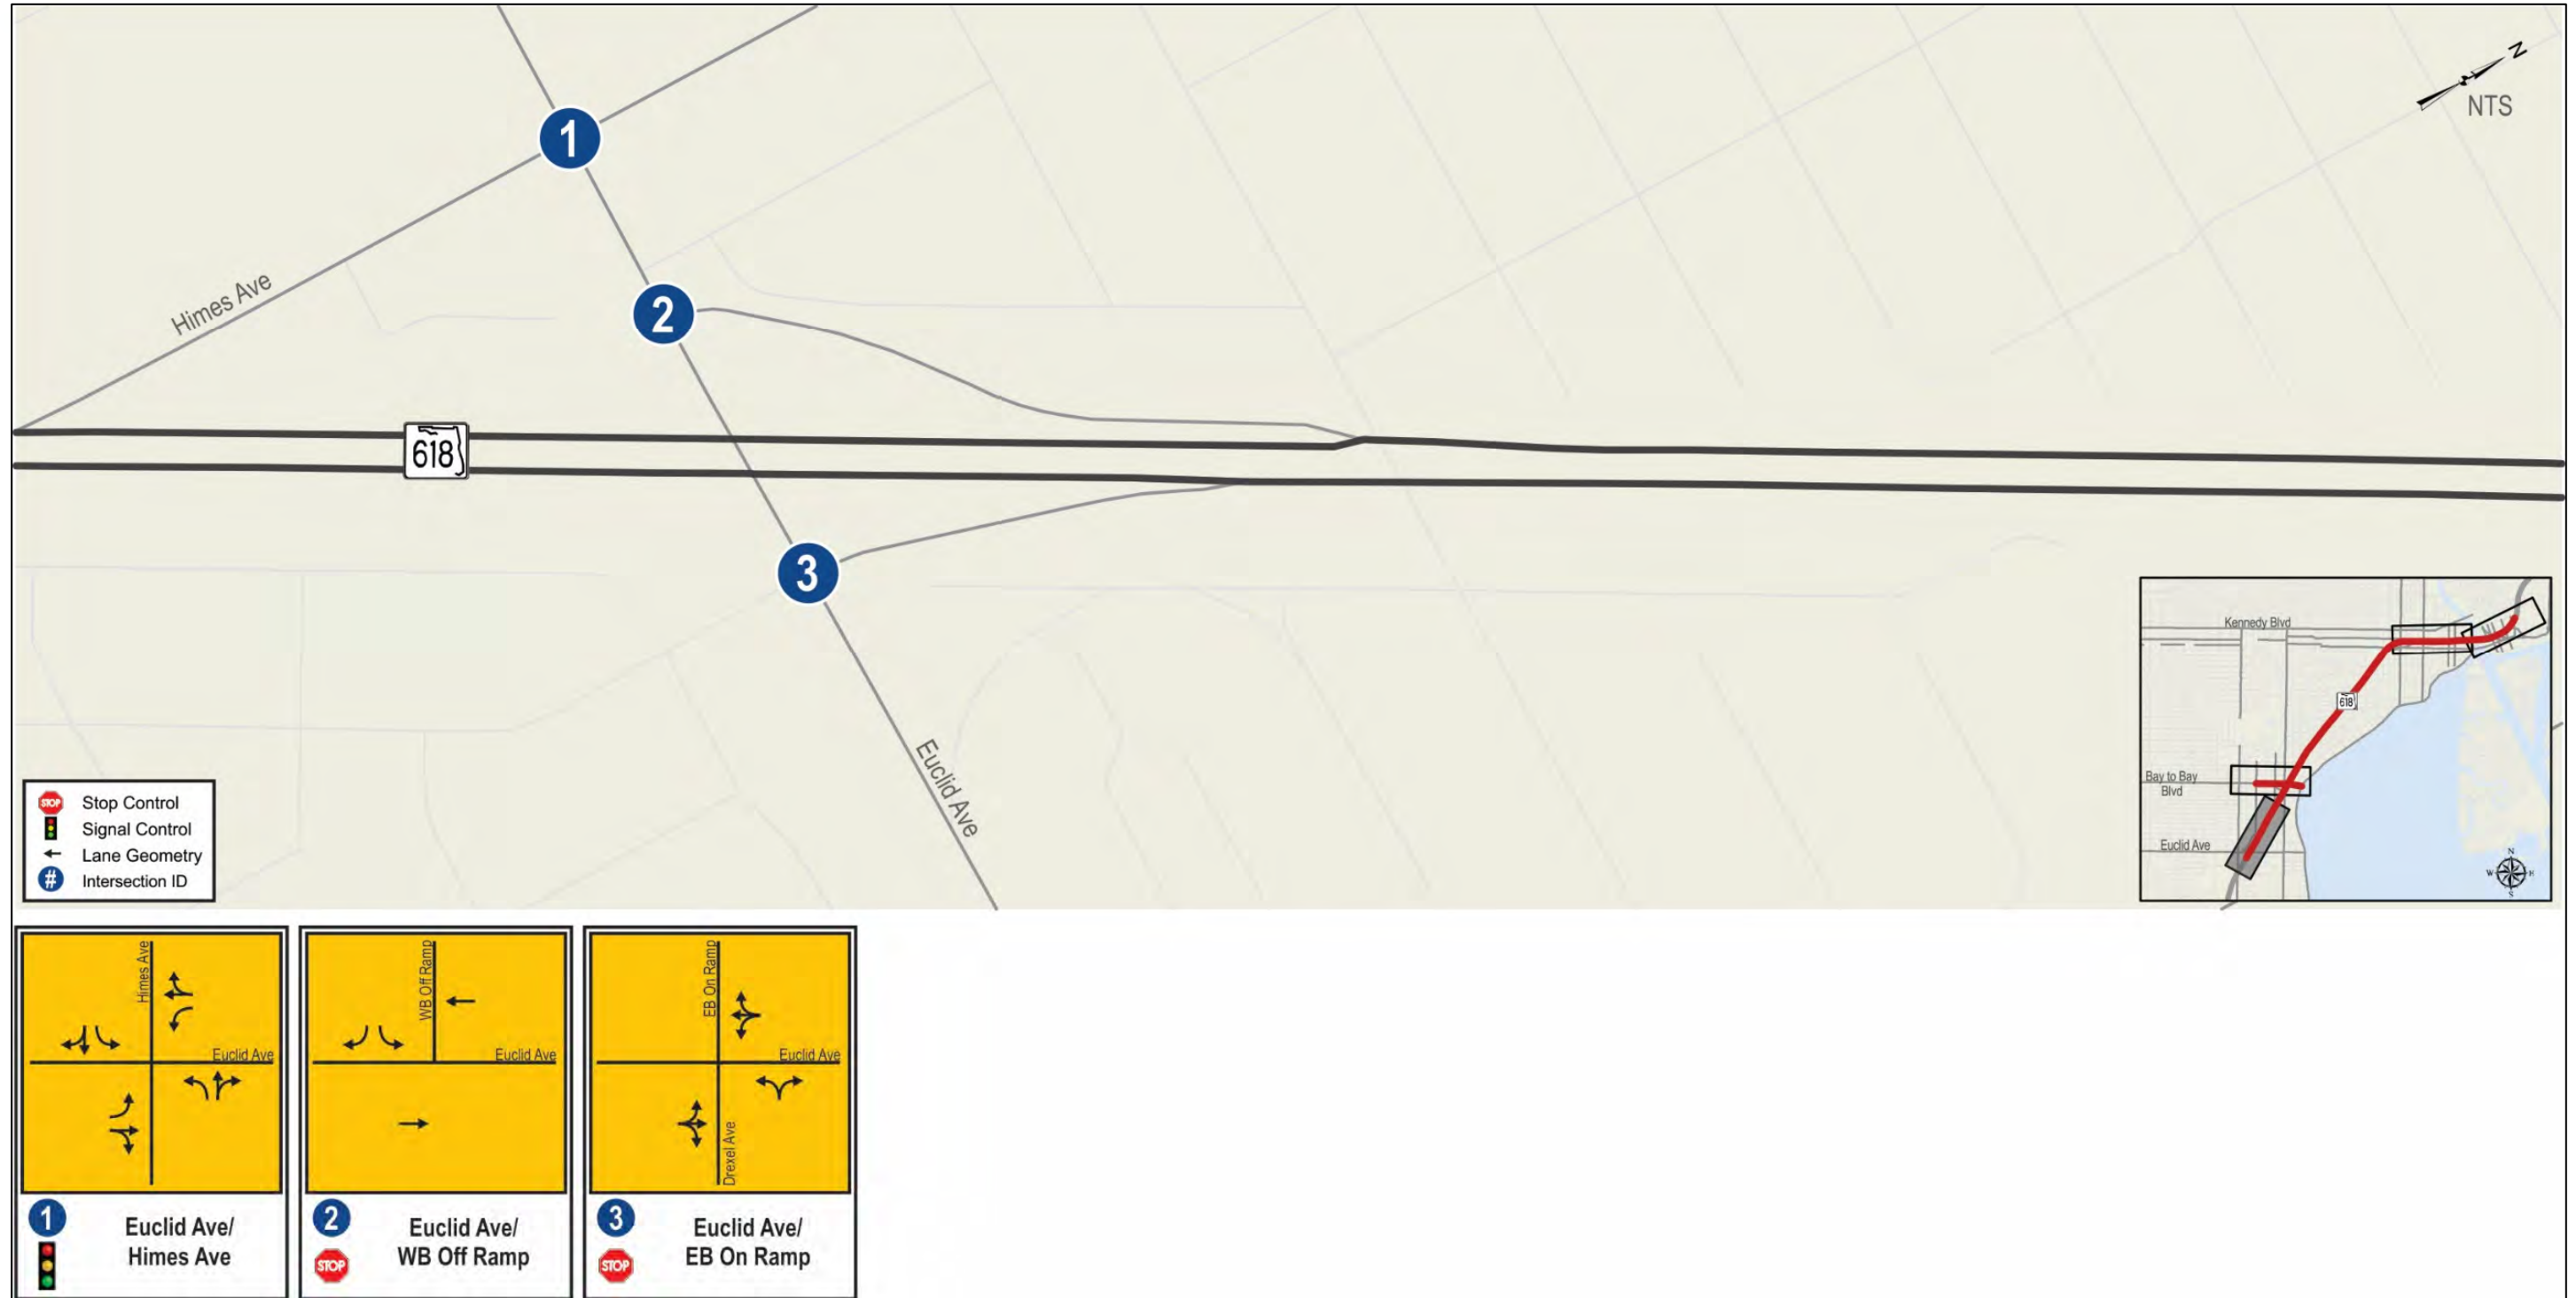 1
N
NTS
2
Himes Ave
618
3
Euclid Ave
STOP Stop Control
Signal Control
Lane Geometry
# Intersection ID
Kennedy Blvd
618
Bay to Bay
Blvd
Euclid Ave
N
W
S
Himes Ave
Euclid Ave
1
Euclid Ave/
Himes Ave
WB Off Ramp
Euclid Ave
2
STOP
Euclid Ave/
WB Off Ramp
EB On Ramp
Euclid Ave
Drexel Ave
3
STOP
Euclid Ave/
EB On Ramp